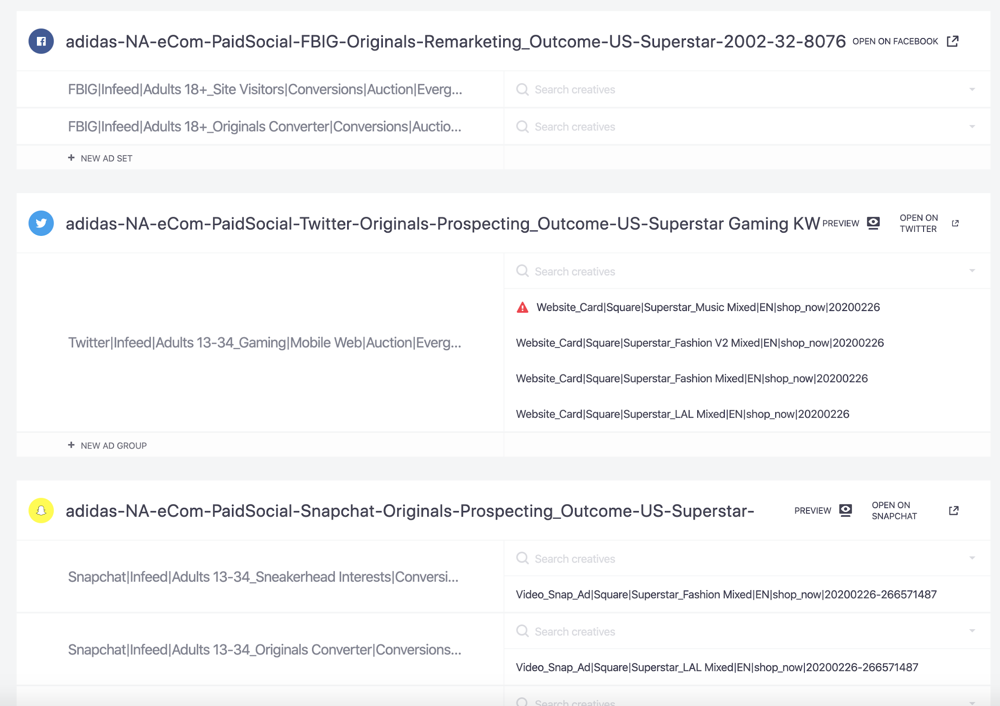 adidas-NA-eCom-PaidSocial-FBIG-Originals-Remarketing_Outcome-US-Superstar-2002-32-8076 OPEN ON FACEBOOK
FBIG|Infeed|Adults 18+_Site Visitors|Conversions|Auction|Everg...
Search creatives
FBIG|Infeed|Adults 18+_Originals Converter|Conversions|Auctio...
Search creatives
+ NEW AD SET
adidas-NA-eCom-PaidSocial-Twitter-Originals-Prospecting_Outcome-US-Superstar Gaming KW
PREVIEW
OPEN ON
TWITTER
Twitter|Infeed|Adults 13-34_Gaming|Mobile Web|Auction|Everg...
Search creatives
Website_Card|Square|Superstar_Music Mixed|EN|shop_now|20200226
Website_Card|Square|Superstar_Fashion V2 Mixed|EN|shop_now|20200226
Website_Card|Square|Superstar_Fashion Mixed|EN|shop_now|20200226
Website_Card|Square|Superstar_LAL Mixed|EN|shop_now|20200226
+ NEW AD GROUP
adidas-NA-eCom-PaidSocial-Snapchat-Originals-Prospecting_Outcome-US-Superstar-
PREVIEW
OPEN ON
SNAPCHAT
Snapchat|Infeed|Adults 13-34_Sneakerhead Interests|Conversi...
Search creatives
Video_Snap_Ad|Square|Superstar_Fashion Mixed|EN|shop_now|20200226-266571487
Snapchat|Infeed|Adults 13-34_Originals Converter|Conversions...
Search creatives
Video_Snap_Ad|Square|Superstar_LAL Mixed|EN|shop_now|20200226-266571487
Search creatives